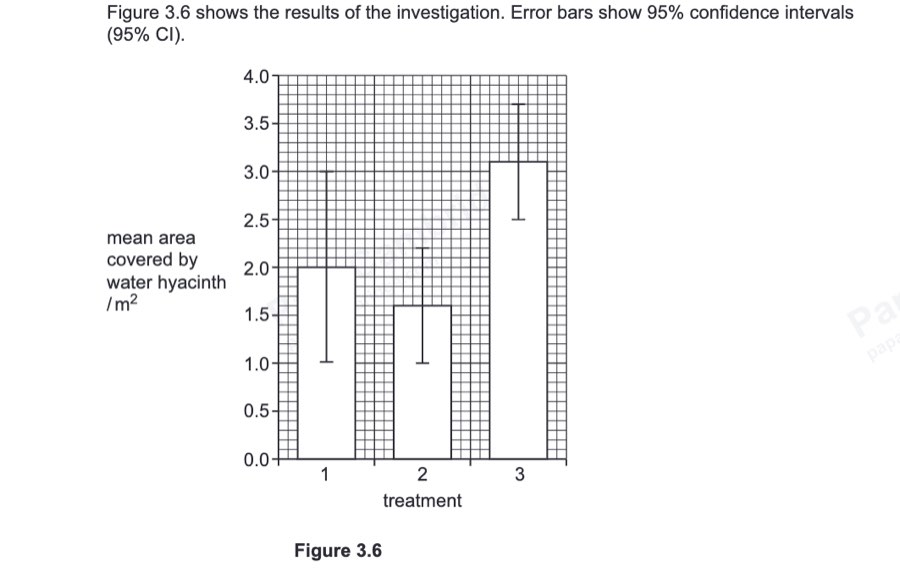 Figure 3.6 shows the results of the investigation. Error bars show 95% confidence intervals
(95% CI).
4.0
3.5
3.0
2.5
mean area
covered by
water hyacinth
/ m²
2.0
1.5
1.0
0.5
0.0
1 2 3
treatment
Figure 3.6